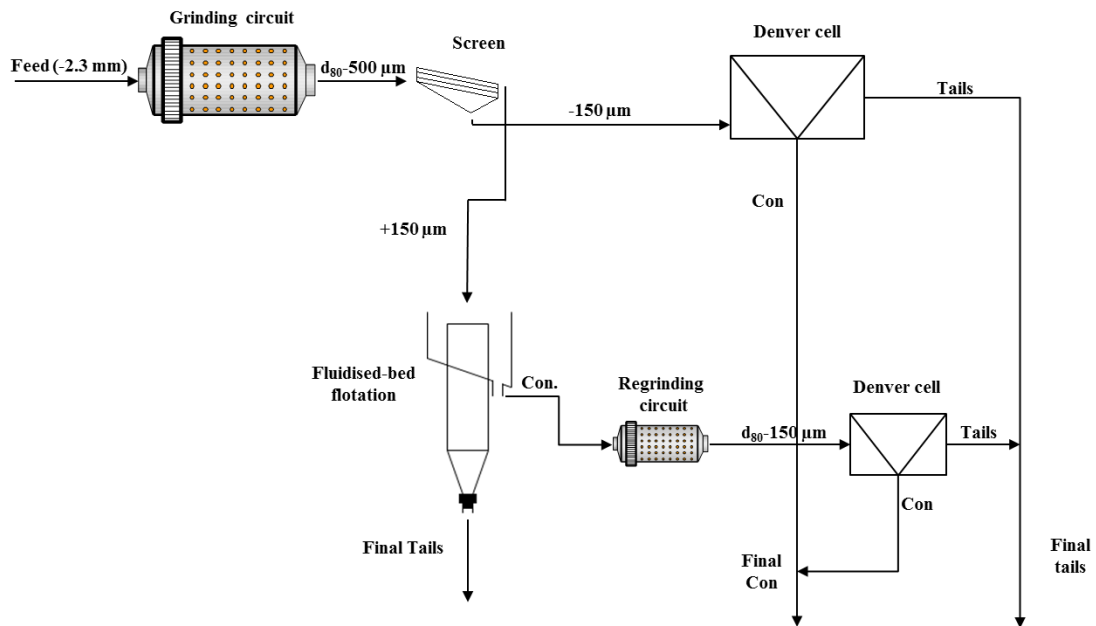 Grinding circuit
Feed (-2.3 mm)
d80-500 µm
Screen
Denver cell
Tails
-150 µm
Con
+150 µm
Fluidised-bed
flotation
Con.
Regrinding
circuit
d80-150 µm
Denver cell
Tails
Con
Final Tails
Final
Con
Final
tails